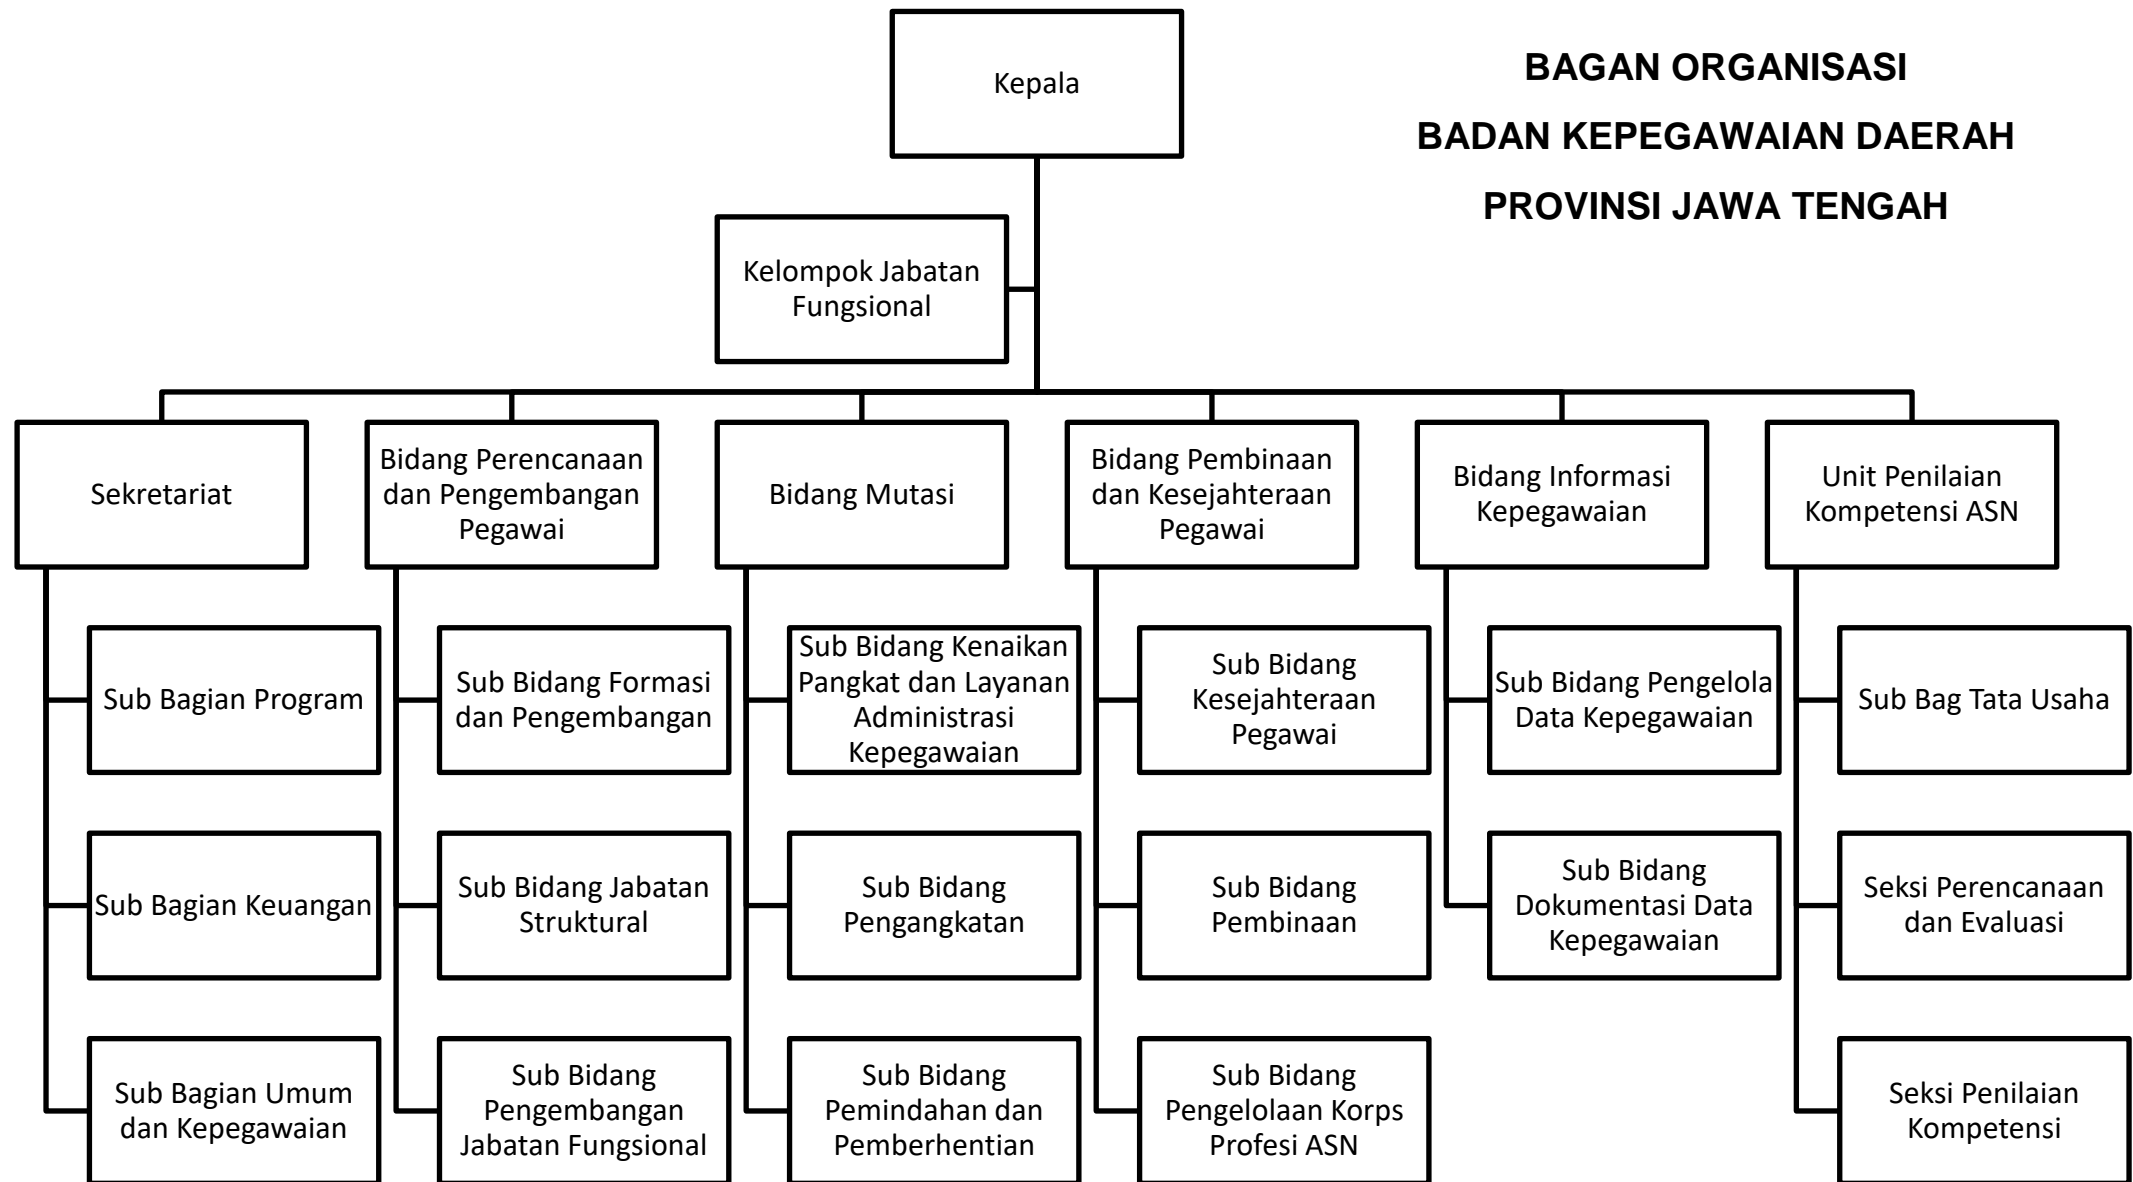 Kepala
BAGAN ORGANISASI
BADAN KEPEGAWAIAN DAERAH
PROVINSI JAWA TENGAH
Kelompok Jabatan
Fungsional
Sekretariat
Bidang Perencanaan
dan Pengembangan
Pegawai
Bidang Mutasi
Bidang Pembinaan
dan Kesejahteraan
Pegawai
Bidang Informasi
Kepegawaian
Unit Penilaian
Kompetensi ASN
Sub Bagian Program
Sub Bidang Formasi
dan Pengembangan
Sub Bidang Kenaikan
Pangkat dan Layanan
Administrasi
Kepegawaian
Sub Bidang
Kesejahteraan
Pegawai
Sub Bidang Pengelola
Data Kepegawaian
Sub Bag Tata Usaha
Sub Bagian Keuangan
Sub Bidang Jabatan
Struktural
Sub Bidang
Pengangkatan
Sub Bidang
Pembinaan
Sub Bidang
Dokumentasi Data
Kepegawaian
Seksi Perencanaan
dan Evaluasi
Sub Bagian Umum
dan Kepegawaian
Sub Bidang
Pengembangan
Jabatan Fungsional
Sub Bidang
Pemindahan dan
Pemberhentian
Sub Bidang
Pengelolaan Korps
Profesi ASN
Seksi Penilaian
Kompetensi